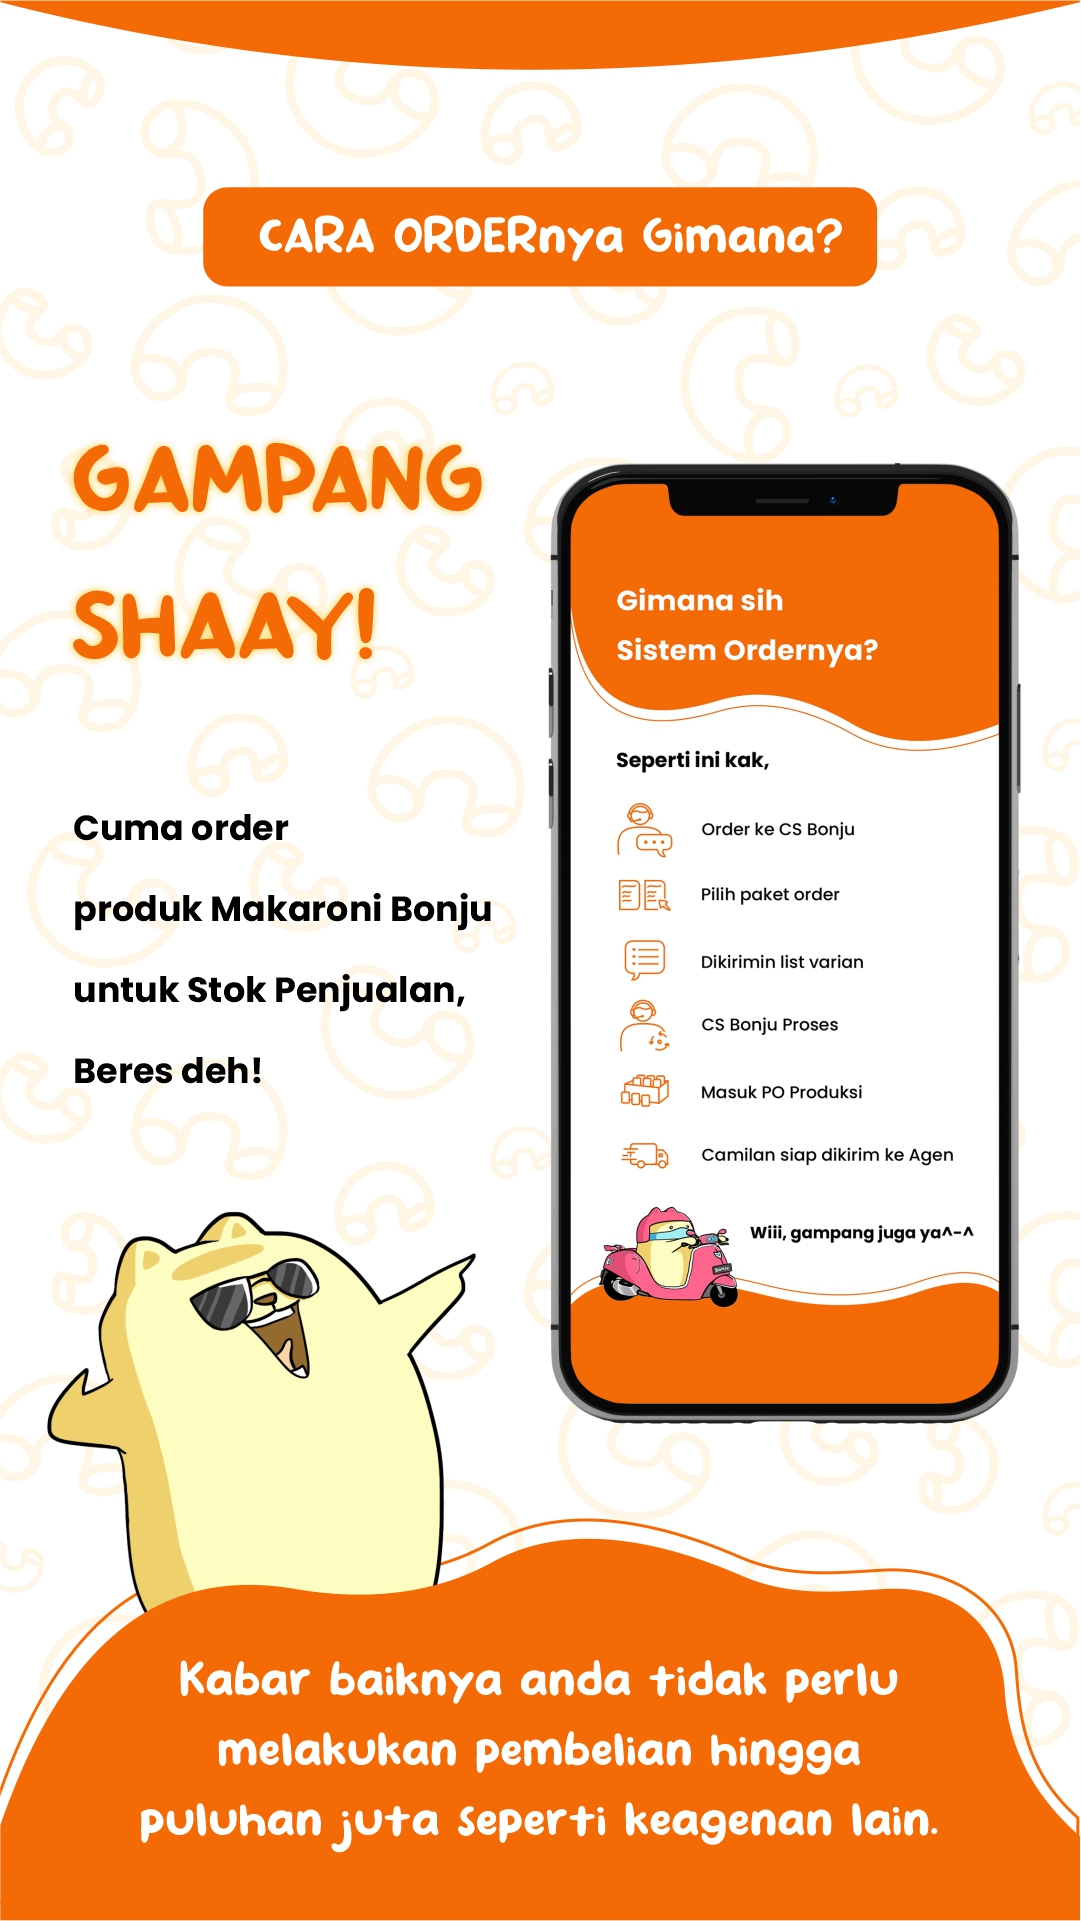 CARA ORDERnya Gimana?
GAMPANG
SHAAY!
Cuma order
produk Makaroni Bonju
untuk Stok Penjualan,
Beres deh!
Gimana sih
Sistem Ordernya?
Seperti ini kak,
Order ke CS Bonju
Pilih paket order
Dikirimin list varian
CS Bonju Proses
Masuk PO Produksi
Camilan siap dikirim ke Agen
Wiii, gampang juga ya^-^
Kabar baiknya anda tidak perlu
melakukan pembelian hingga
puluhan juta seperti keagenan lain.